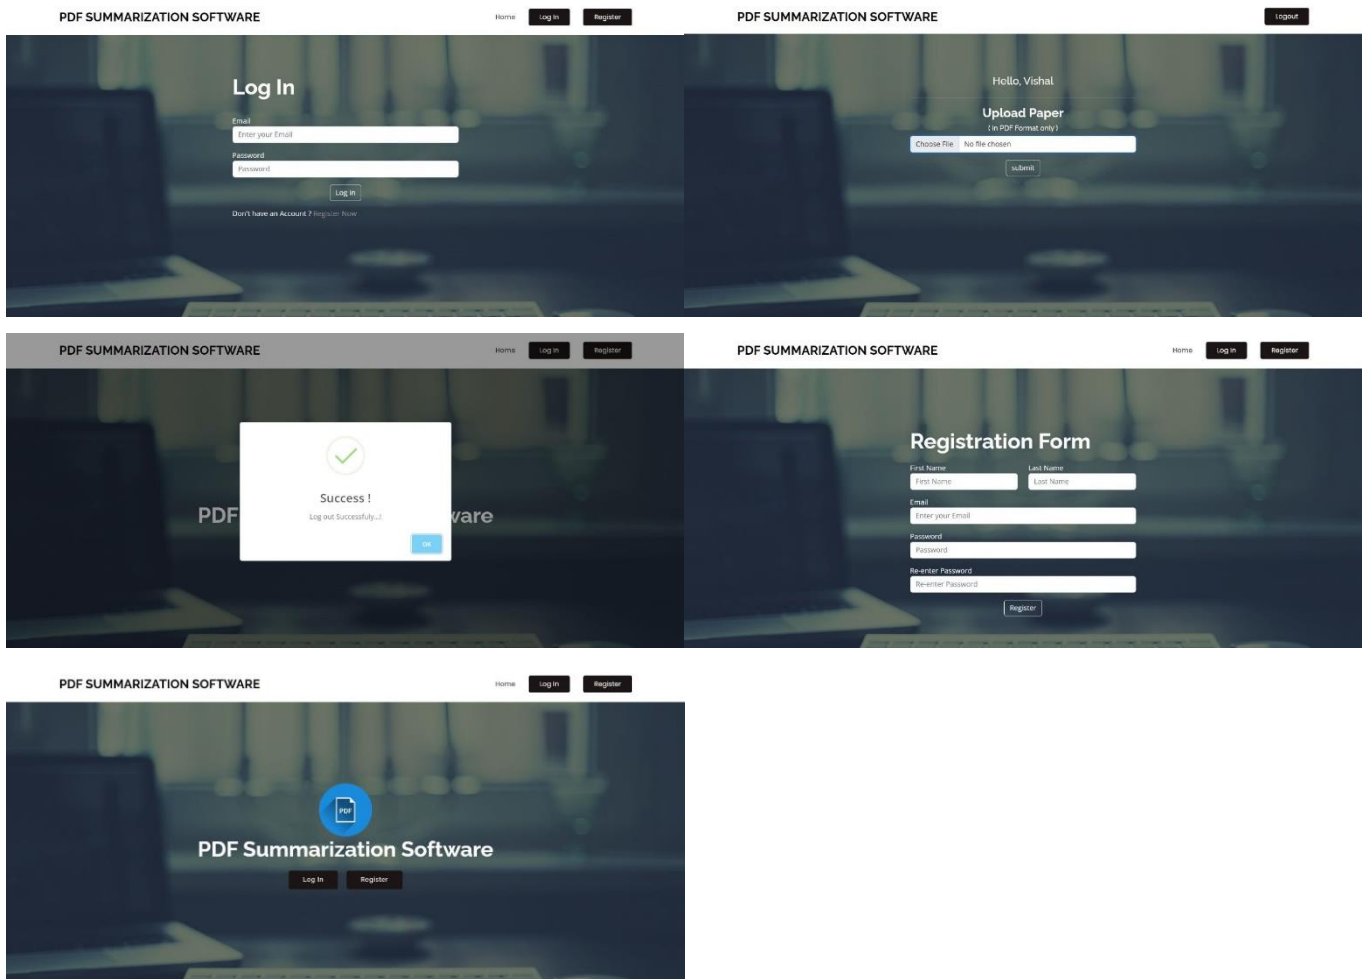 PDF SUMMARIZATION SOFTWARE
Home Log In Register
Log In
Email
Enter your Email
Password
Password
Log In
Don't have an Account ? Register Now
PDF SUMMARIZATION SOFTWARE
Logout
Hello, Vishal
Upload Paper
( in PDF Format only )
Choose File No file chosen
submit
PDF SUMMARIZATION SOFTWARE
Home Log In Register
Success !
PDF ware
Log out Successfuly...!
OK
PDF SUMMARIZATION SOFTWARE
Home Log In Register
Registration Form
First Name Last Name
First Name Last Name
Email
Enter your Email
Password
Password
Re-enter Password
Re-enter Password
Register
PDF SUMMARIZATION SOFTWARE
Home Log In Register
PDF
PDF Summarization Software
Log In Register